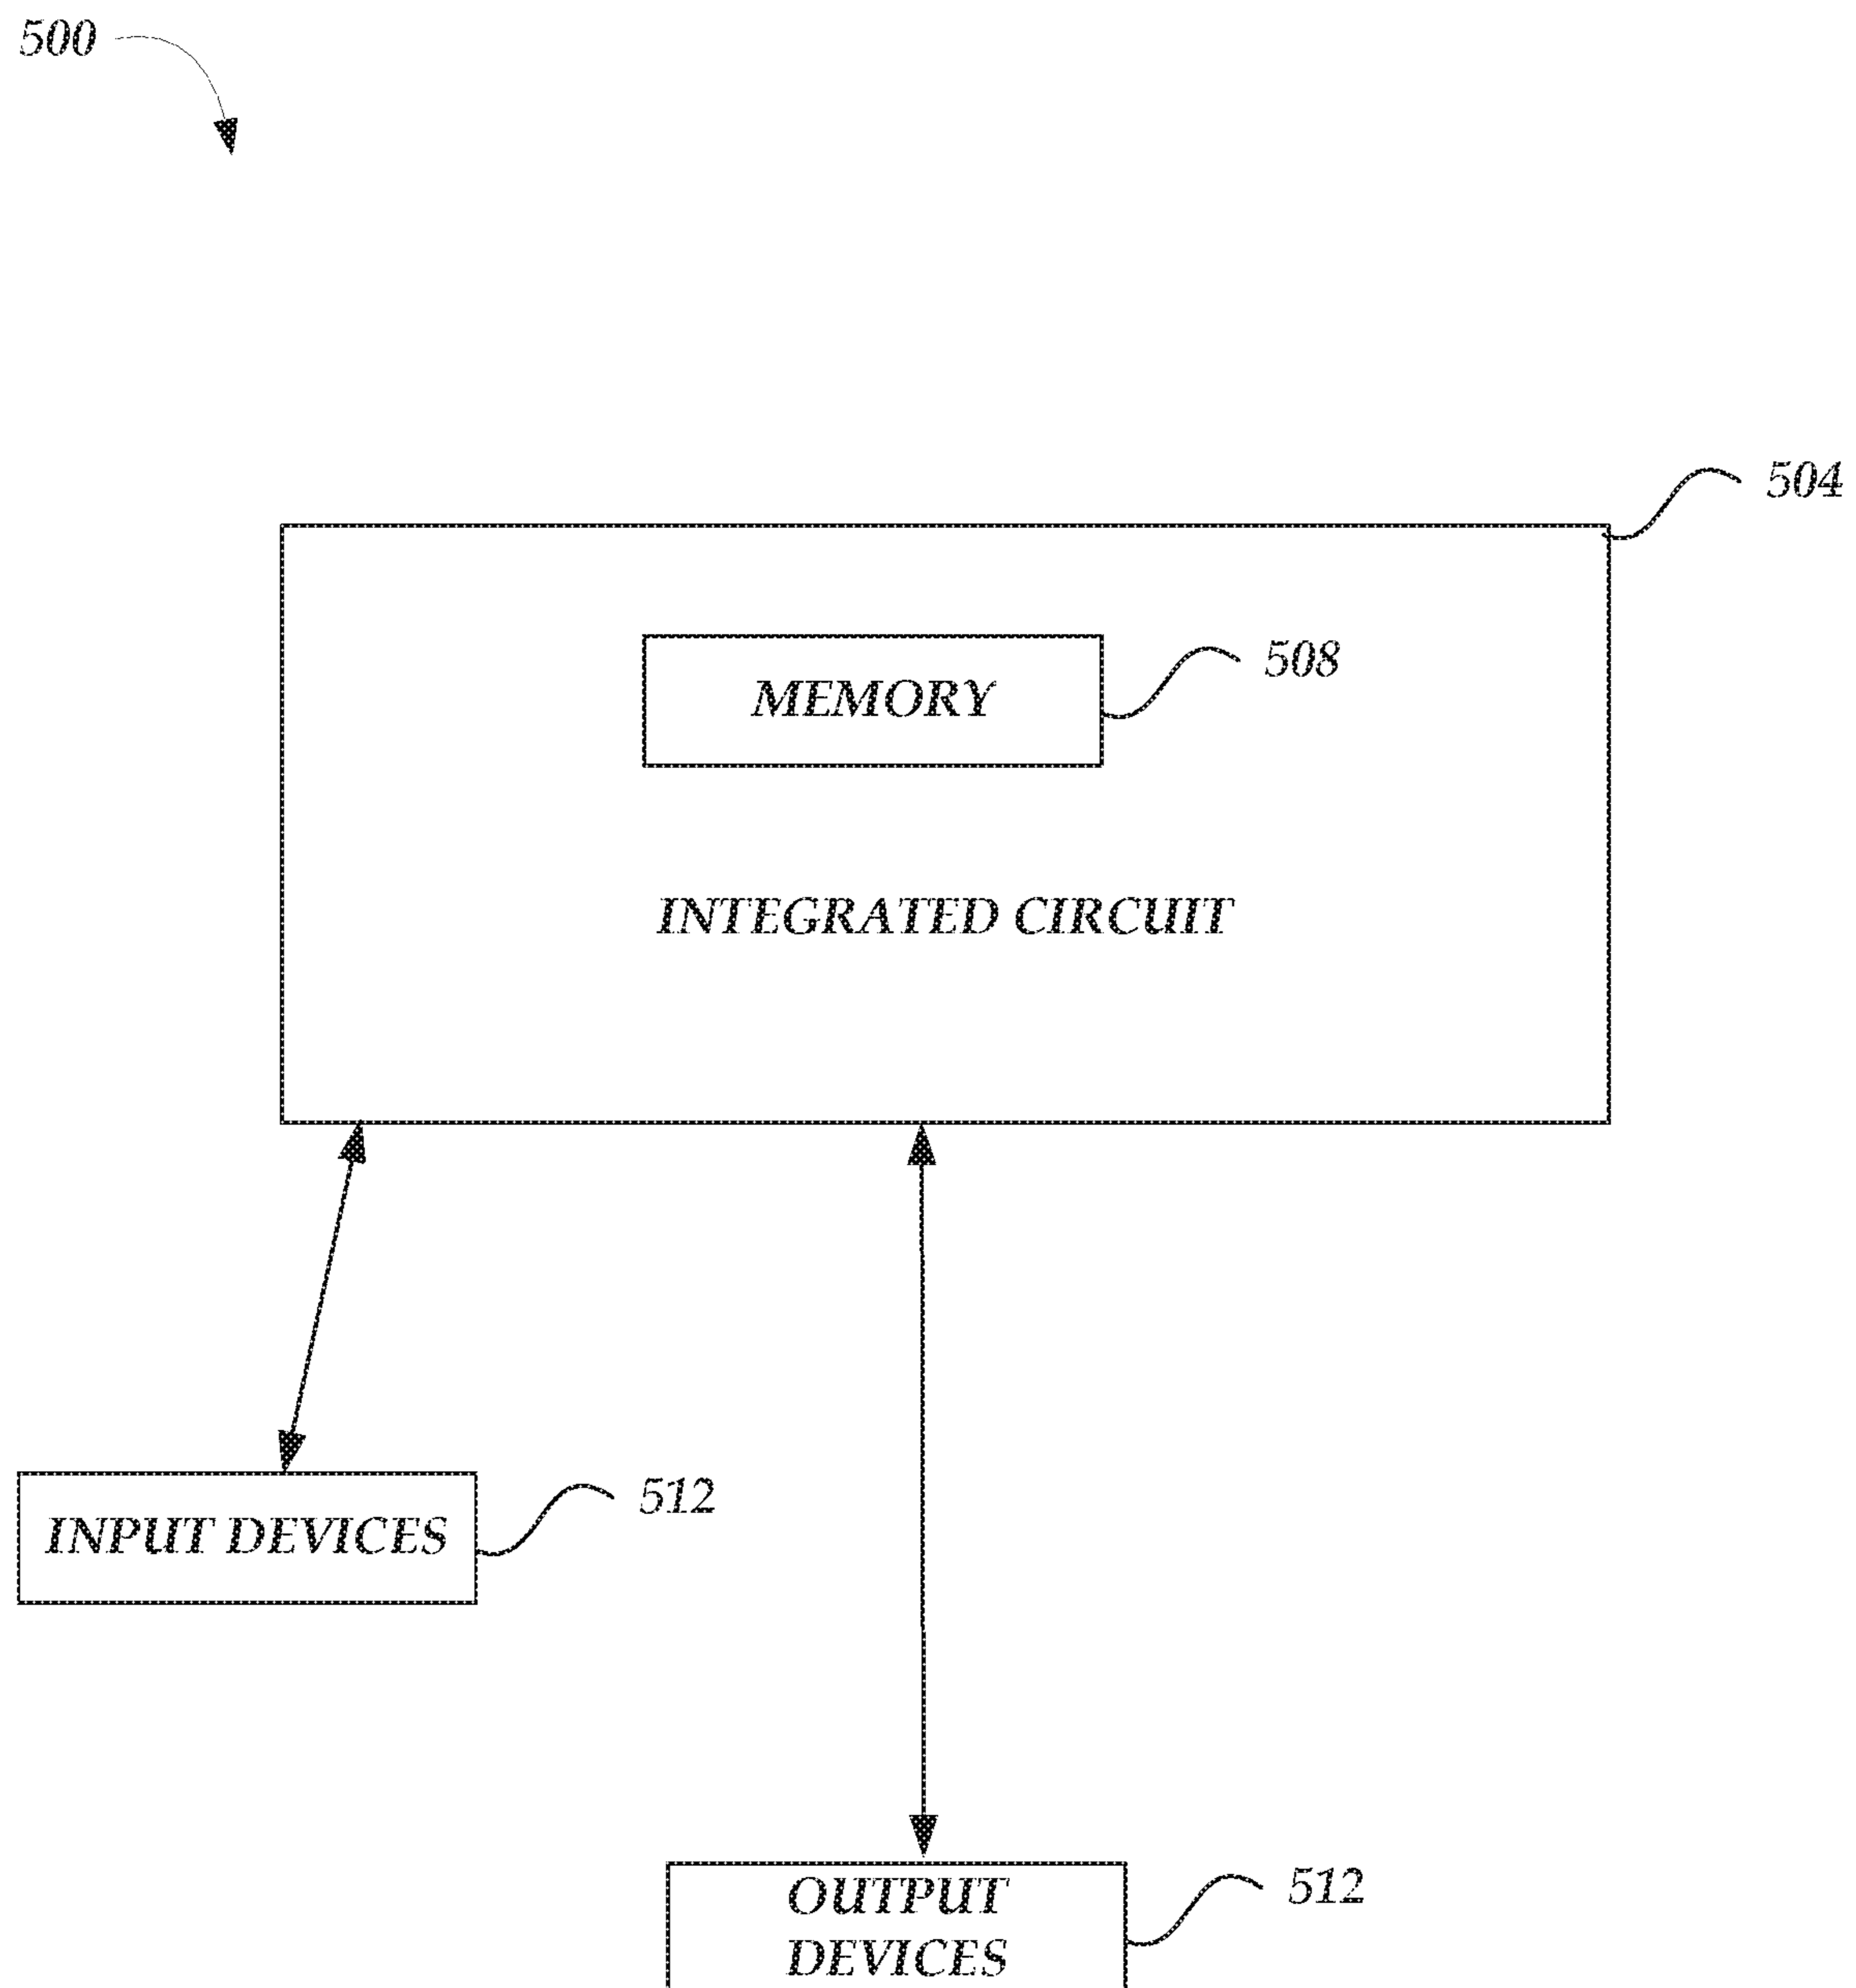 500
504
508
MEMORY
INTEGRATED CIRCUIT
512
INPUT DEVICES
512
OUTPUT
DEVICES